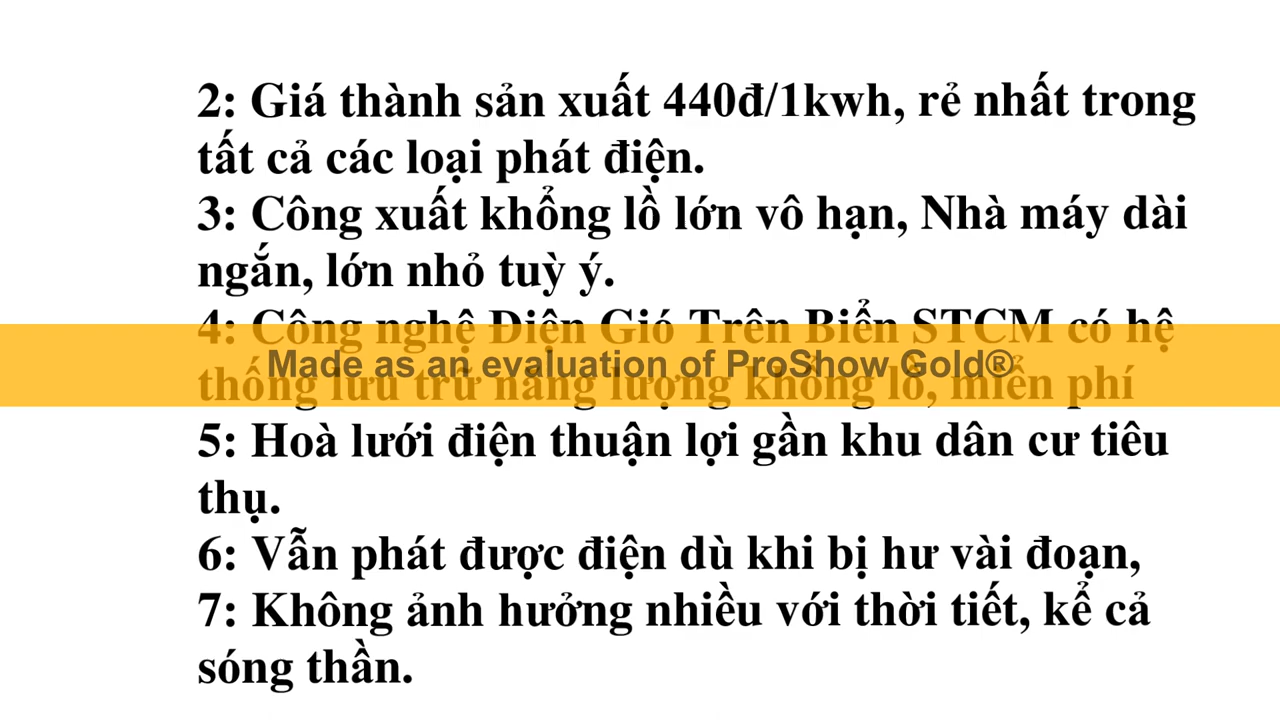 2: Giá thành sản xuất 440đ/1kwh, rẻ nhất trong
tất cả các loại phát điện.
3: Công xuất khổng lồ lớn vô hạn, Nhà máy dài
ngắn, lớn nhỏ tuỳ ý.
4: Công nghệ Điện Gió Trên Biển STCM có hệ
Made as an evaluation of ProShow Gold®
thống lưu trữ năng lượng khổng lồ, miễn phí
5: Hoà lưới điện thuận lợi gần khu dân cư tiêu
thụ.
6: Vẫn phát được điện dù khi bị hư vài đoạn,
7: Không ảnh hưởng nhiều với thời tiết, kể cả
sóng thần.